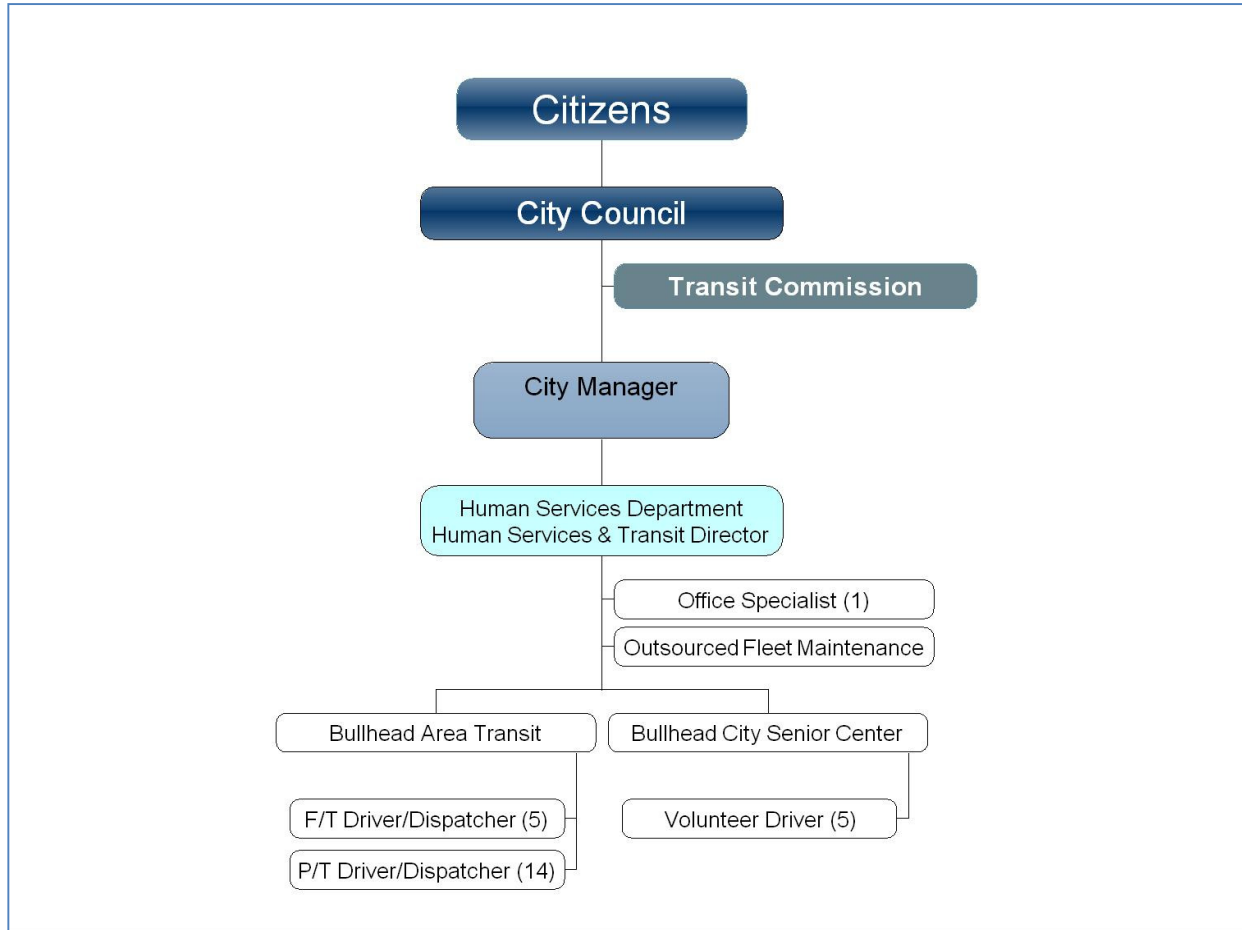 Citizens
City Council
Transit Commission
City Manager
Human Services Department
Human Services & Transit Director
Office Specialist (1)
Outsourced Fleet Maintenance
Bullhead Area Transit
Bullhead City Senior Center
F/T Driver/Dispatcher (5)
Volunteer Driver (5)
P/T Driver/Dispatcher (14)